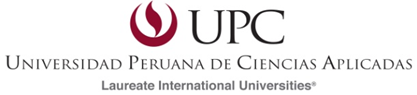 UPC
UNIVERSIDAD PERUANA DE CIENCIAS APLICADAS
Laureate International Universities®